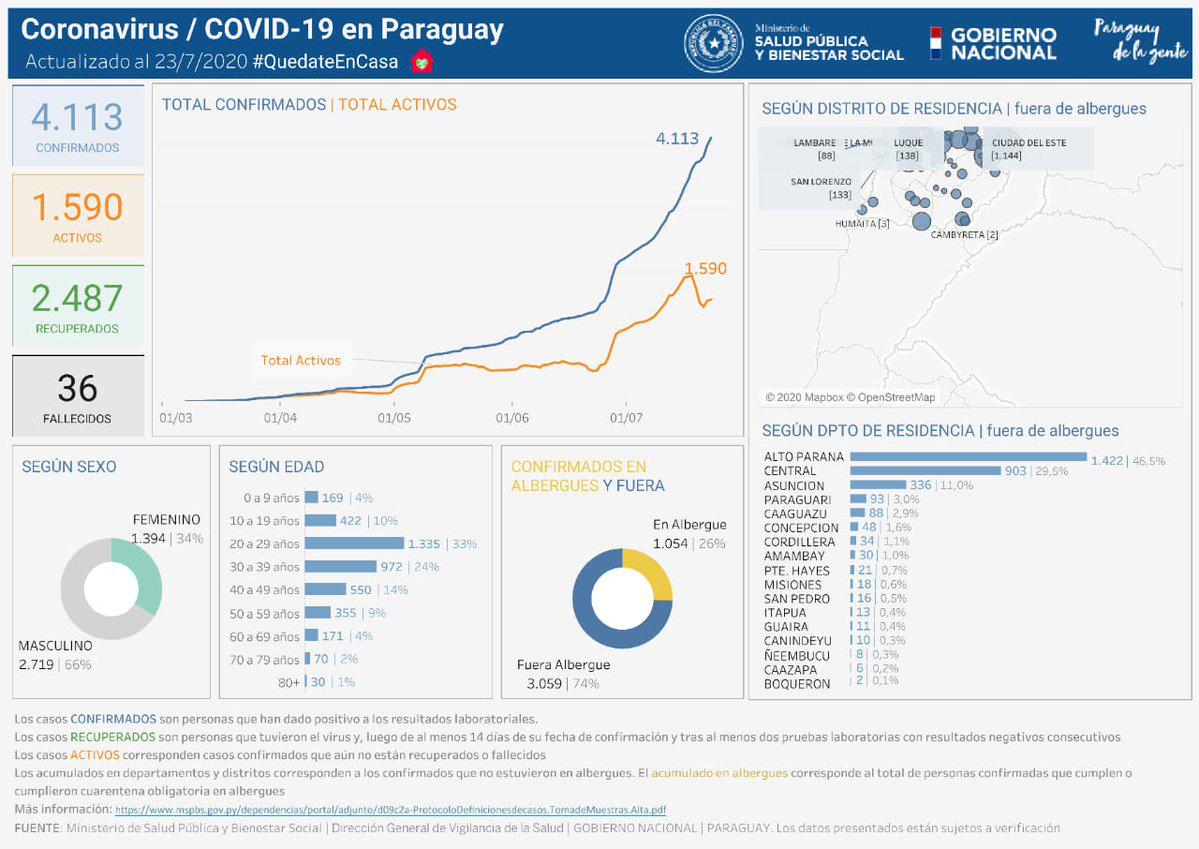 Coronavirus / COVID-19 en Paraguay
Actualizado al 23/7/2020 #QuedateEnCasa
Ministerio de
SALUD PÚBLICA
Y BIENESTAR SOCIAL
GOBIERNO
NACIONAL
Paraguay
de la gente
4.113
CONFIRMADOS
1.590
ACTIVOS
2.487
RECUPERADOS
36
FALLECIDOS
TOTAL CONFIRMADOS | TOTAL ACTIVOS
4.113
1.590
Total Activos
01/03 01/04 01/05 01/06 01/07
SEGÚN DISTRITO DE RESIDENCIA | fuera de albergues
LAMBARE
[88]
LUQUE
[138]
CIUDAD DEL ESTE
[1.144]
SAN LORENZO
[133]
HUMAITA [3]
CAMBYRETA [2]
© 2020 Mapbox © OpenStreetMap
SEGÚN SEXO
FEMENINO
1.394 | 34%
MASCULINO
2.719 | 66%
SEGÚN EDAD
0 a 9 años 169 | 4%
10 a 19 años 422 | 10%
20 a 29 años 1.335 | 33%
30 a 39 años 972 | 24%
40 a 49 años 550 | 14%
50 a 59 años 355 | 9%
60 a 69 años 171 | 4%
70 a 79 años 70 | 2%
80+ 30 | 1%
CONFIRMADOS EN
ALBERGUES Y FUERA
En Albergue
1.054 | 26%
Fuera Albergue
3.059 | 74%
SEGÚN DPTO DE RESIDENCIA | fuera de albergues
ALTO PARANA 1.422 | 46,5%
CENTRAL 903 | 29,5%
ASUNCION 336 | 11,0%
PARAGUARI 93 | 3,0%
CAAGUAZU 88 | 2,9%
CONCEPCION 48 | 1,6%
CORDILLERA 34 | 1,1%
AMAMBAY 30 | 1,0%
PTE. HAYES 21 | 0,7%
MISIONES 18 | 0,6%
SAN PEDRO 16 | 0,5%
ITAPUA 13 | 0,4%
GUAIRA 11 | 0,4%
CANINDEYU 10 | 0,3%
ÑEEMBUCU 8 | 0,3%
CAAZAPA 6 | 0,2%
BOQUERON 2 | 0,1%
Los casos CONFIRMADOS son personas que han dado positivo a los resultados laboratoriales.
Los casos RECUPERADOS son personas que tuvieron el virus y, luego de al menos 14 días de su fecha de confirmación y tras al menos dos pruebas laboratorias con resultados negativos consecutivos
Los casos ACTIVOS corresponden casos confirmados que aún no están recuperados o fallecidos
Los acumulados en departamentos y distritos corresponden a los confirmados que no estuvieron en albergues. El acumulado en albergues corresponde al total de personas confirmadas que cumplen o
cumplieron cuarentena obligatoria en albergues
Más información: https://www.mspbs.gov.py/dependencias/portal/adjunto/d09c2a-ProtocoloDefinicionesdecasos.TomadeMuestras.Alta.pdf
FUENTE: Ministerio de Salud Pública y Bienestar Social | Dirección General de Vigilancia de la Salud | GOBIERNO NACIONAL | PARAGUAY. Los datos presentados están sujetos a verificación